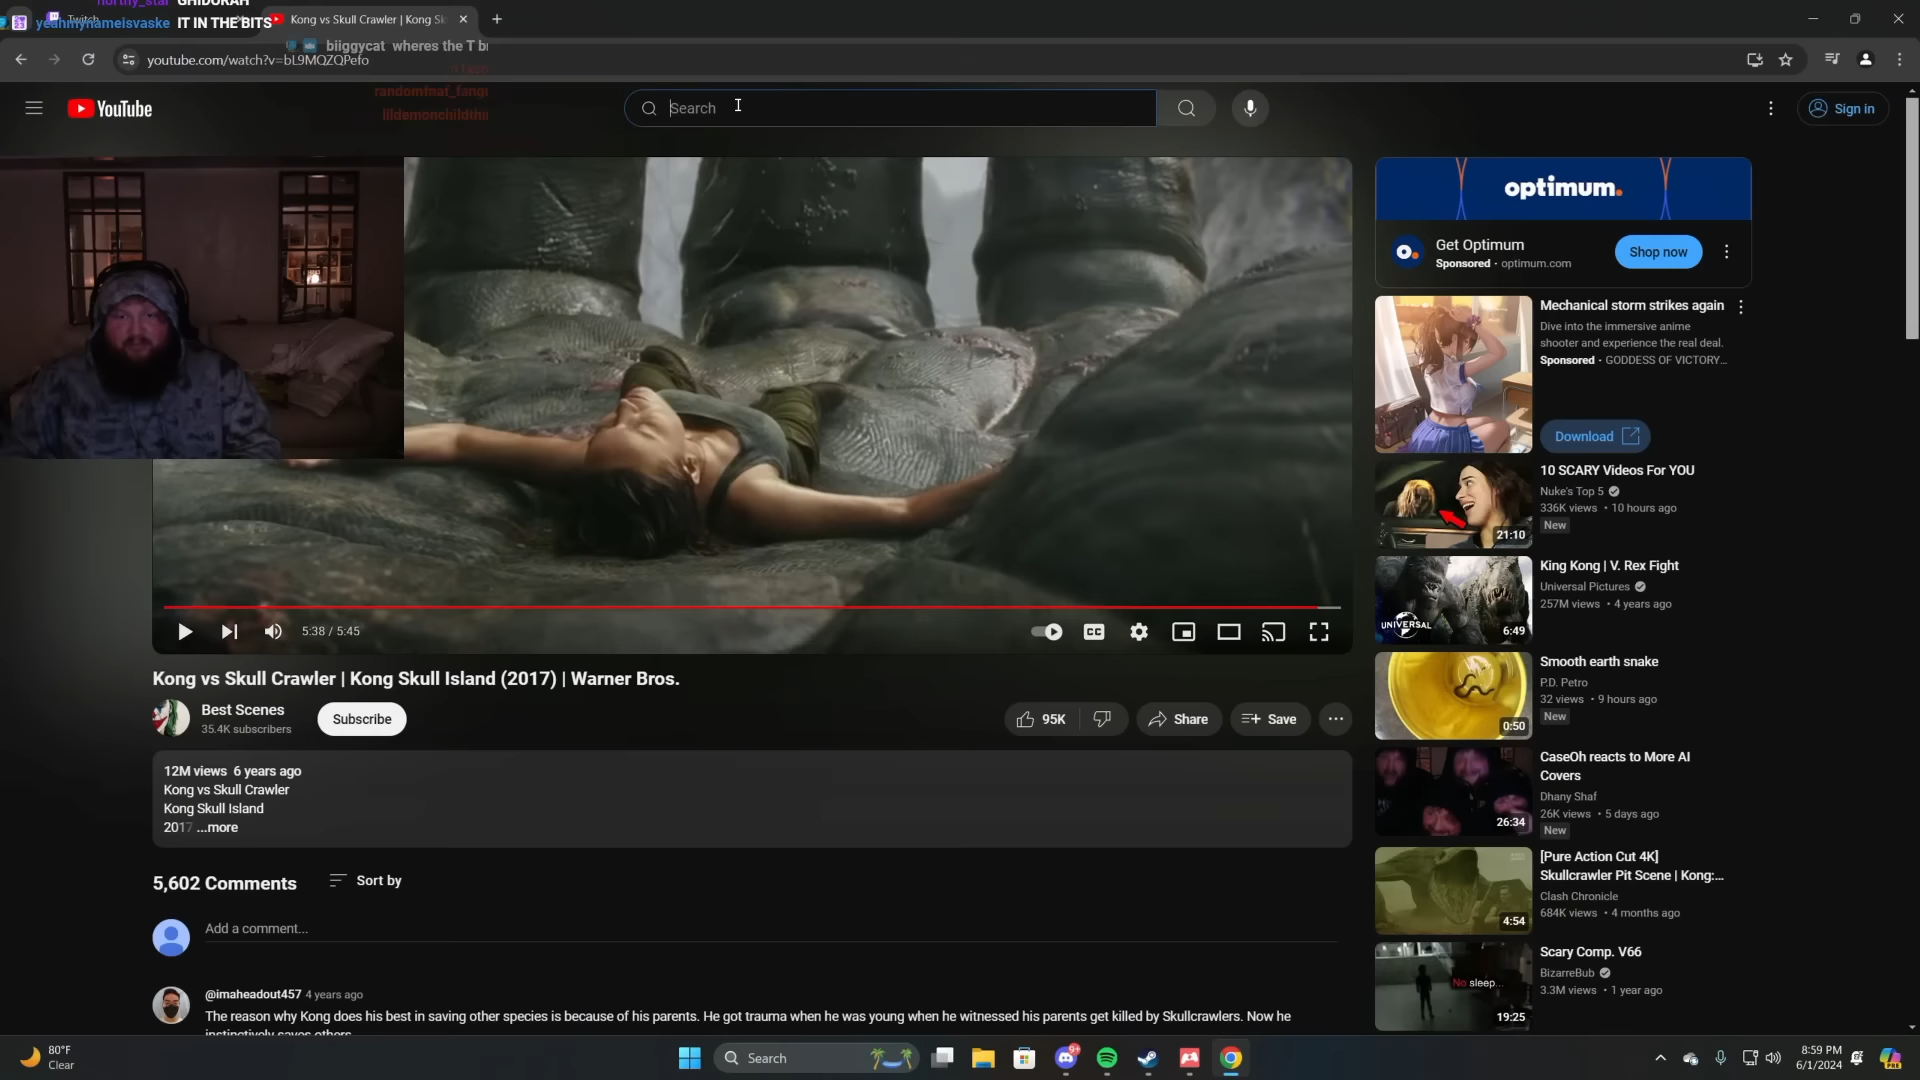 northy_star GHIDORAH
yeahmynameisvaske IT IN THE BITS
Kong vs Skull Crawler | Kong Sk
biiggycat wheres the T b
youtube.com/watch?v=bL9MQZQPefo
randomfnaf_fangi
lildemonchildthi
YouTube
Search
Sign in
optimum.
Get Optimum
Sponsored · optimum.com
Shop now
Mechanical storm strikes again
Dive into the immersive anime
shooter and experience the real deal.
Sponsored · GODDESS OF VICTORY...
Download
10 SCARY Videos For YOU
Nuke's Top 5
336K views • 10 hours ago
New
21:10
King Kong | V. Rex Fight
Universal Pictures
257M views • 4 years ago
UNIVERSAL
6:49
Smooth earth snake
P.D. Petro
32 views • 9 hours ago
New
0:50
CaseOh reacts to More AI
Covers
Dhany Shaf
26K views • 5 days ago
New
26:34
[Pure Action Cut 4K]
Skullcrawler Pit Scene | Kong:...
Clash Chronicle
684K views • 4 months ago
4:54
Scary Comp. V66
BizarreBub
3.3M views • 1 year ago
No sleep...
19:25
5:38 / 5:45
CC
Kong vs Skull Crawler | Kong Skull Island (2017) | Warner Bros.
Best Scenes
35.4K subscribers
Subscribe
95K
Share
Save
12M views 6 years ago
Kong vs Skull Crawler
Kong Skull Island
2017 ...more
5,602 Comments
Sort by
Add a comment...
@imaheadout457 4 years ago
The reason why Kong does his best in saving other species is because of his parents. He got trauma when he was young when he witnessed his parents get killed by Skullcrawlers. Now he
instinctively saves others
80°F
Clear
Search
9+
8:59 PM
6/1/2024
PRE